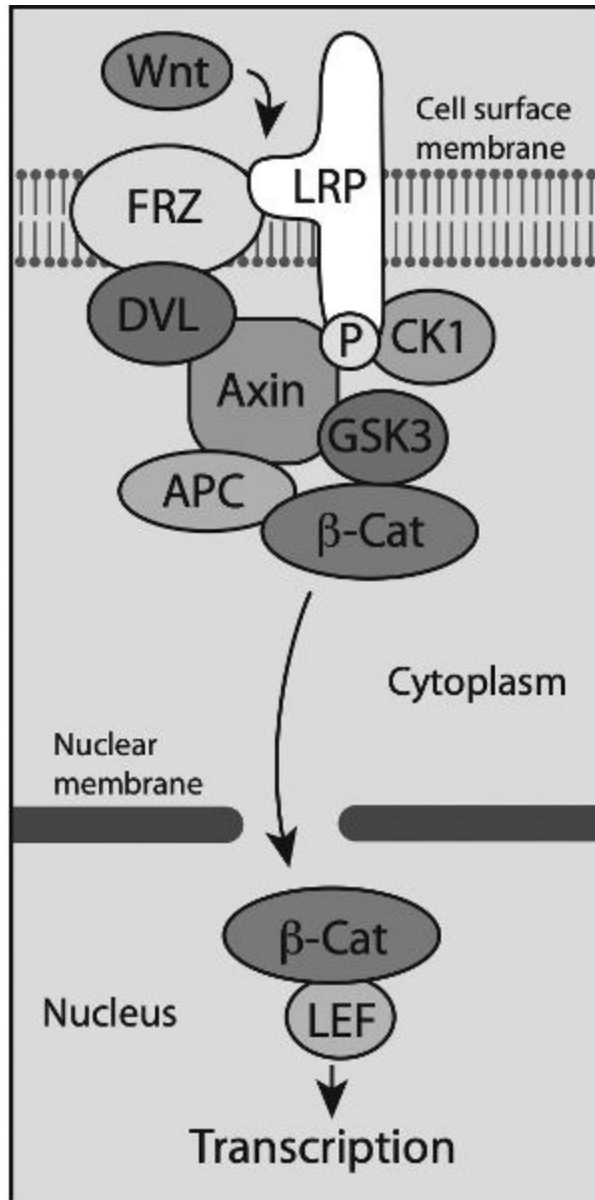 Wnt
Cell surface
membrane
FRZ
LRP
DVL
P
CK1
Axin
GSK3
APC
β-Cat
Cytoplasm
Nuclear
membrane
β-Cat
Nucleus
LEF
Transcription